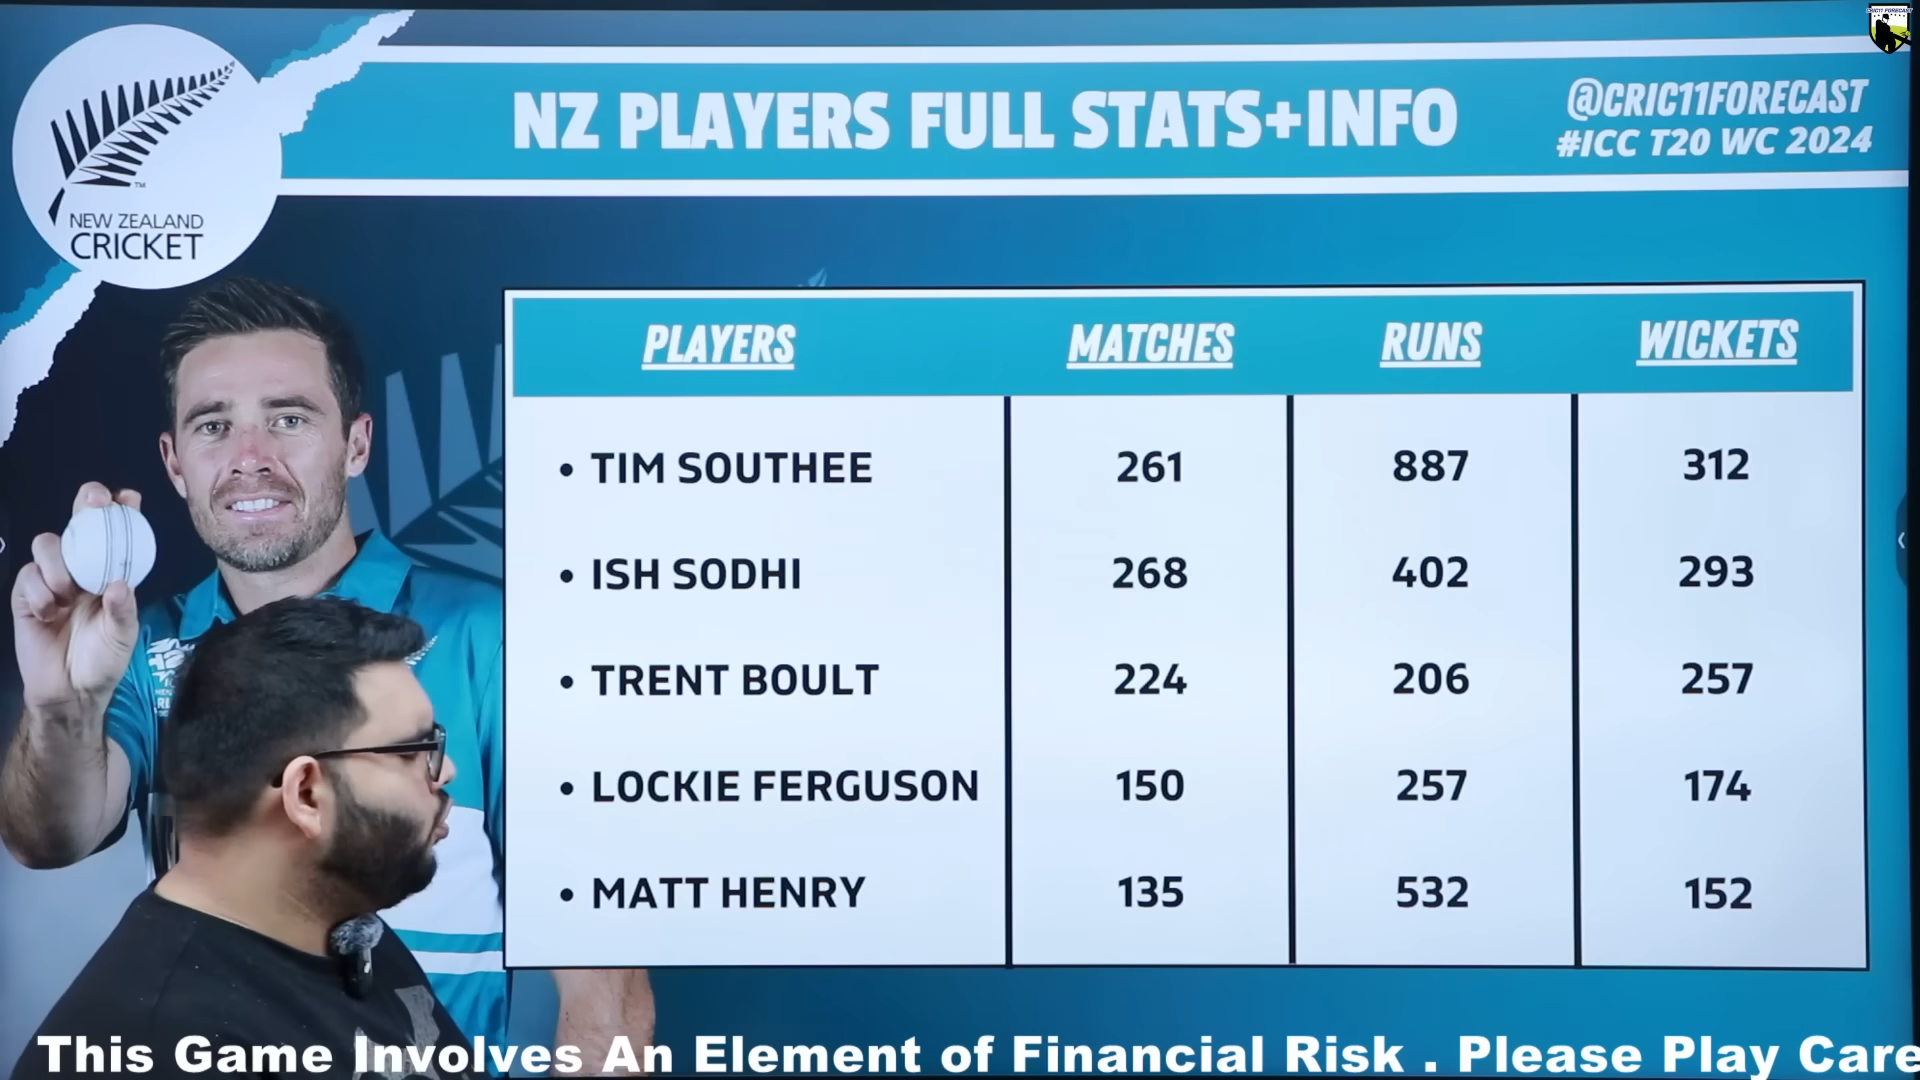 CRIC11 FORECAST
NZ PLAYERS FULL STATS+INFO
@CRIC11FORECAST
#ICC T20 WC 2024
NEW ZEALAND
CRICKET
PLAYERS MATCHES RUNS WICKETS
• TIM SOUTHEE 261 887 312
• ISH SODHI 268 402 293
• TRENT BOULT 224 206 257
• LOCKIE FERGUSON 150 257 174
• MATT HENRY 135 532 152
This Game Involves An Element of Financial Risk . Please Play Care